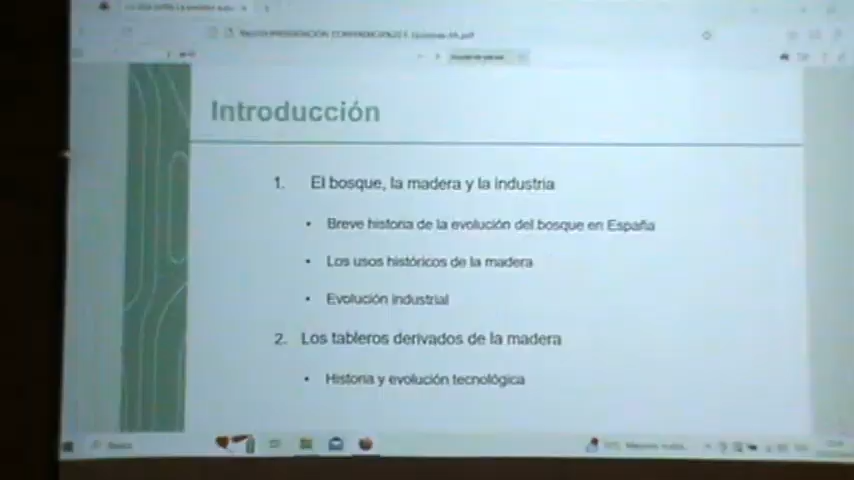 Introducción
1. El bosque, la madera y la industria
• Breve historia de la evolución del bosque en España
• Los usos históricos de la madera
• Evolución industrial
2. Los tableros derivados de la madera
• Historia y evolución tecnológica